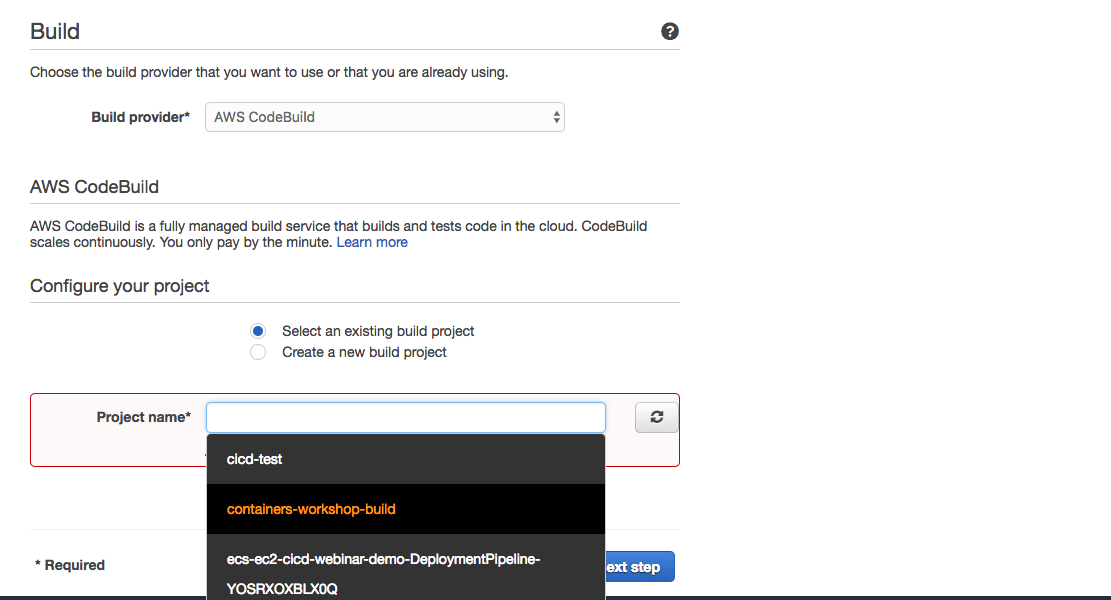 Build
?
Choose the build provider that you want to use or that you are already using.
Build provider* AWS CodeBuild
AWS CodeBuild
AWS CodeBuild is a fully managed build service that builds and tests code in the cloud. CodeBuild
scales continuously. You only pay by the minute. Learn more
Configure your project
Select an existing build project
Create a new build project
Project name*
cicd-test
containers-workshop-build
ecs-ec2-cicd-webinar-demo-DeploymentPipeline-
YOSRXOXBLX0Q
* Required
ext step